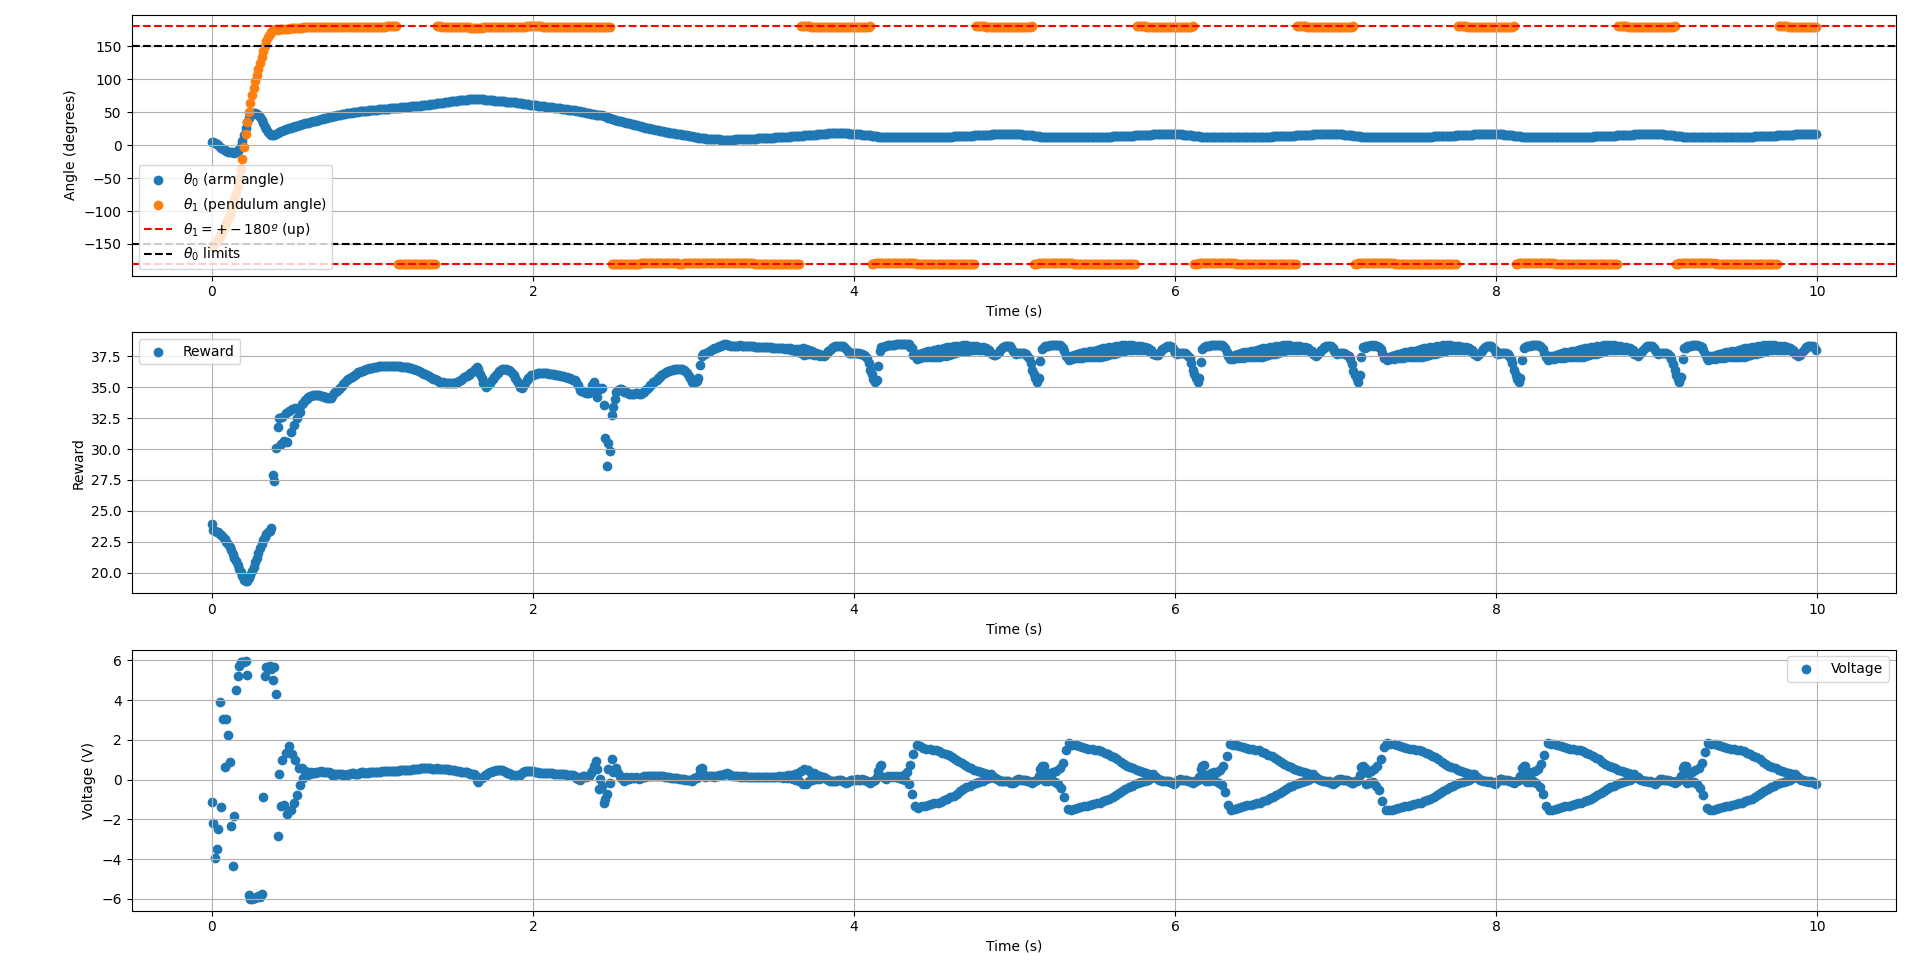 150
100
50
0
−50
−100
−150
Angle (degrees)
θ₀ (arm angle)
θ₁ (pendulum angle)
θ₁ = + − 180º (up)
θ₀ limits
0 2 4 6 8 10
Time (s)
37.5
35.0
32.5
30.0
27.5
25.0
22.5
20.0
Reward
Reward
0 2 4 6 8 10
Time (s)
6
4
2
0
−2
−4
−6
Voltage (V)
Voltage
0 2 4 6 8 10
Time (s)